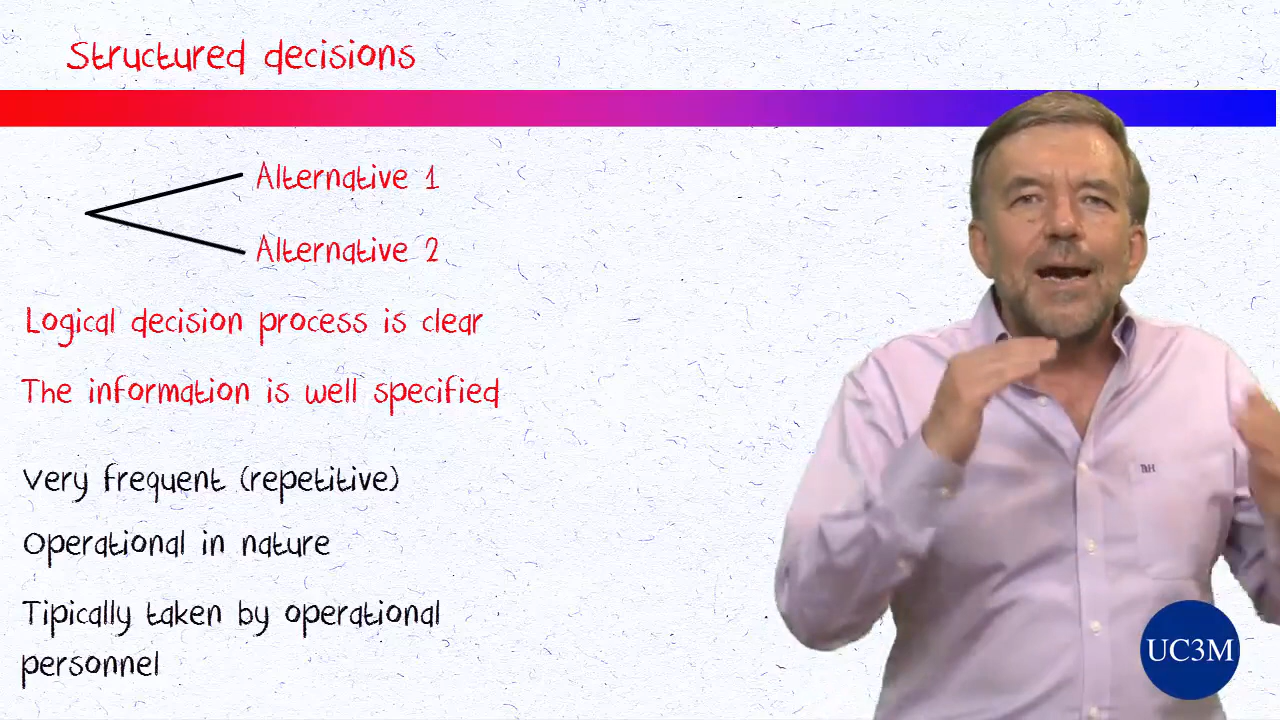 Structured decisions
Alternative 1
Alternative 2
Logical decision process is clear
The information is well specified
Very frequent (repetitive)
Operational in nature
Tipically taken by operational
personnel
UC3M